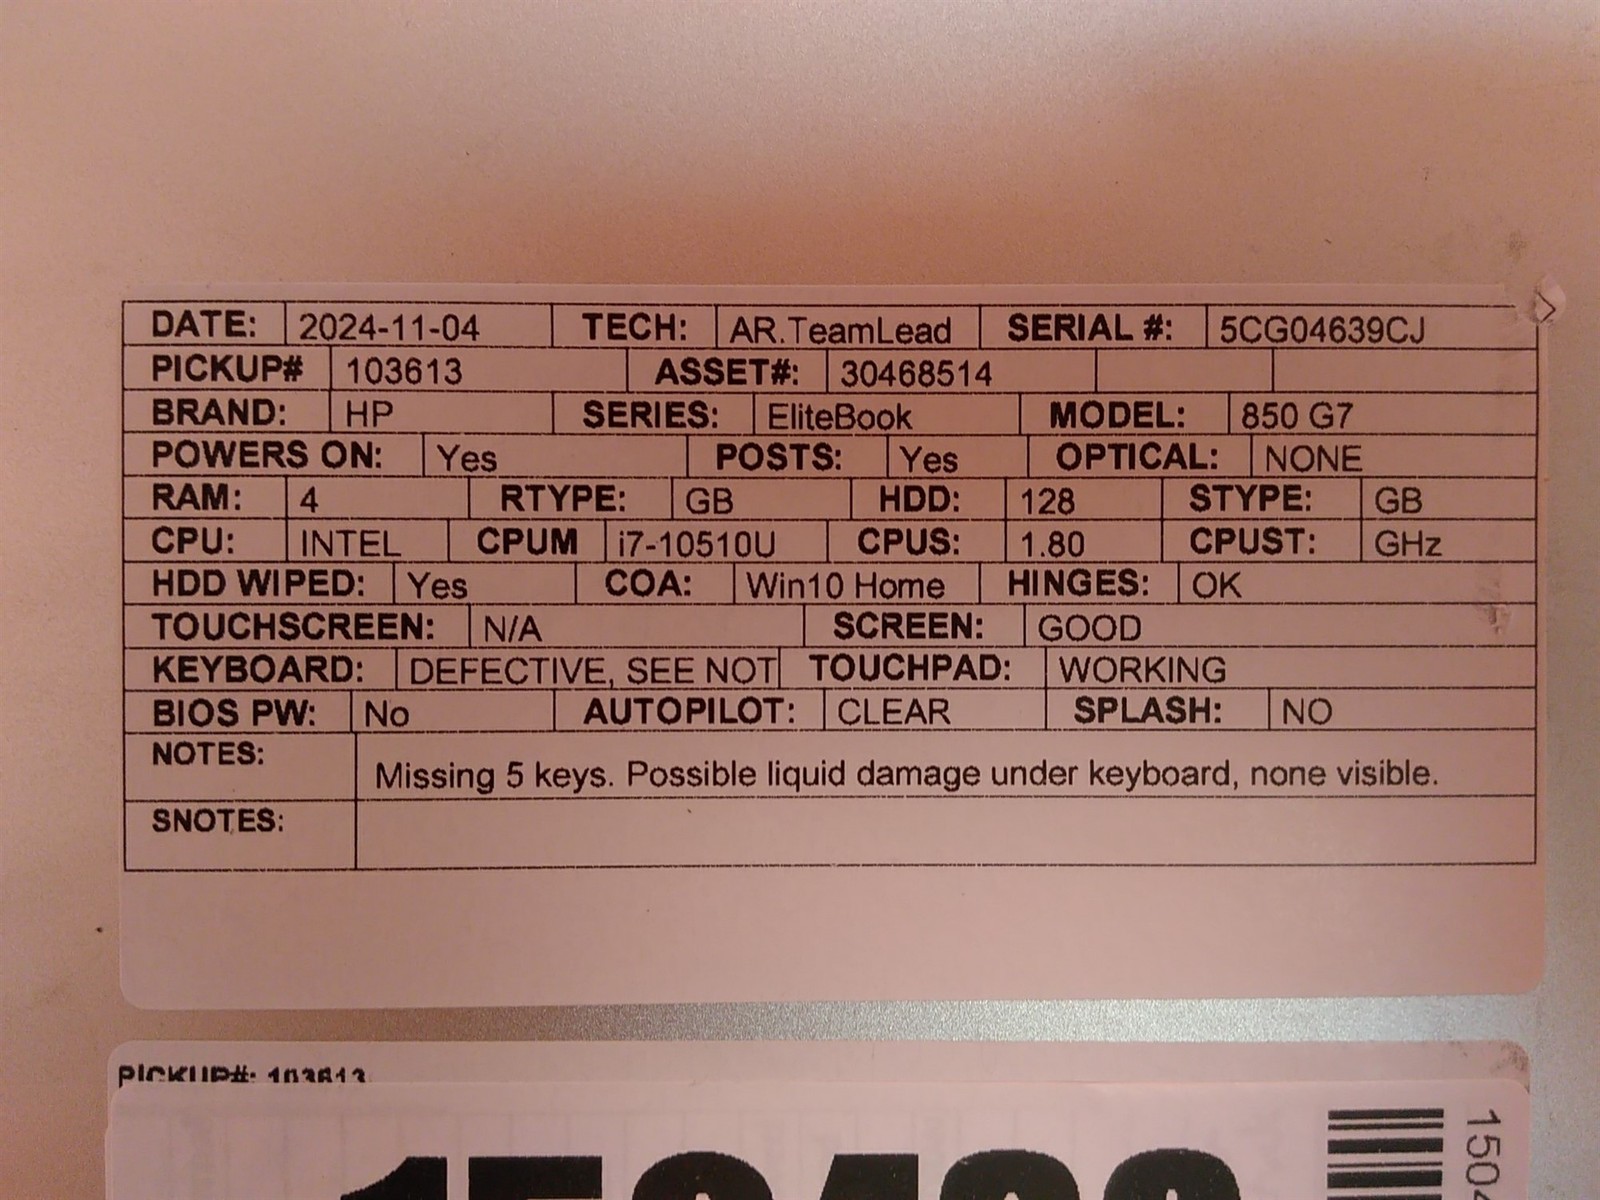 DATE: 2024-11-04 TECH: AR.TeamLead SERIAL #: 5CG04639CJ
PICKUP# 103613 ASSET#: 30468514
BRAND: HP SERIES: EliteBook MODEL: 850 G7
POWERS ON: Yes POSTS: Yes OPTICAL: NONE
RAM: 4 RTYPE: GB HDD: 128 STYPE: GB
CPU: INTEL CPUM i7-10510U CPUS: 1.80 CPUST: GHz
HDD WIPED: Yes COA: Win10 Home HINGES: OK
TOUCHSCREEN: N/A SCREEN: GOOD
KEYBOARD: DEFECTIVE, SEE NOT TOUCHPAD: WORKING
BIOS PW: No AUTOPILOT: CLEAR SPLASH: NO
NOTES: Missing 5 keys. Possible liquid damage under keyboard, none visible.
SNOTES:
PICKUP#: 103613